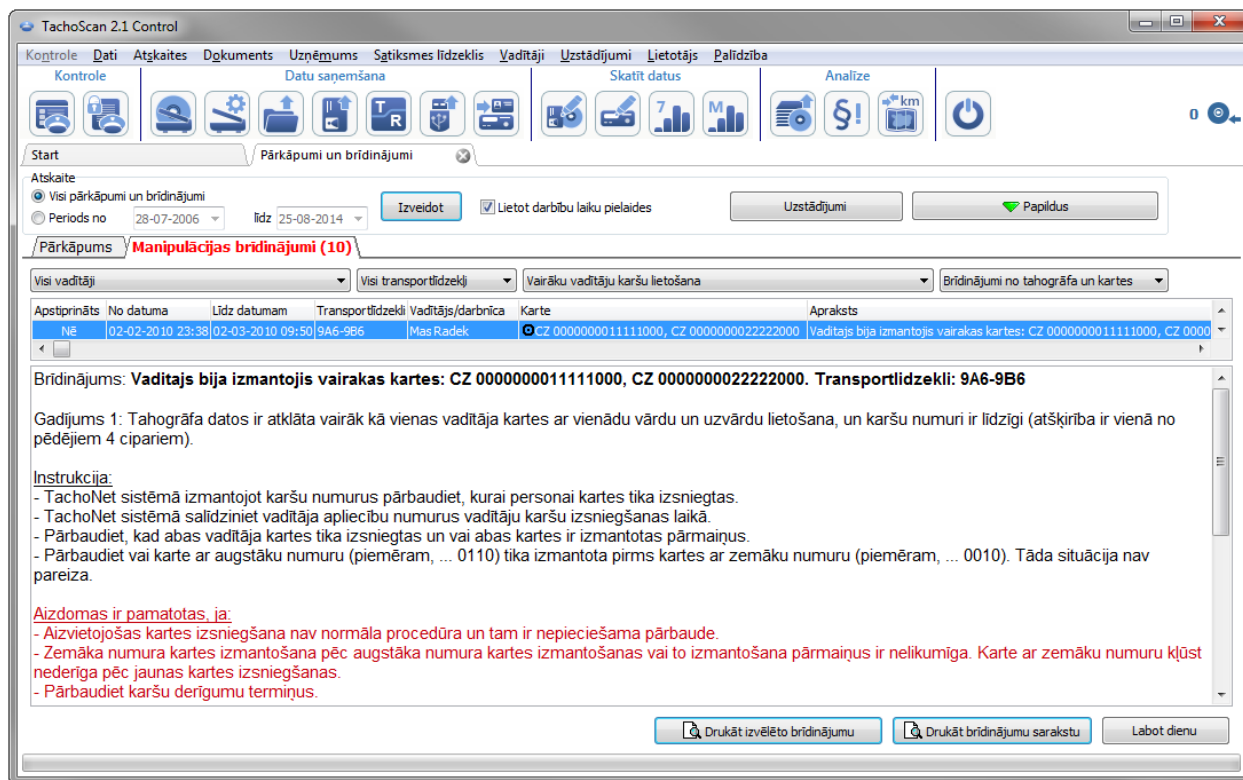 TachoScan 2.1 Control
Kontrole Dati Atskaites Dokuments Uzņēmums Satiksmes līdzeklis Vadītāji Uzstādījumi Lietotājs Palīdzība
Kontrole Datu saņemšana Skatīt datus Analīze
T R 7 M §! km 0
Start Pārkāpumi un brīdinājumi
Atskaite
Visi pārkāpumi un brīdinājumi
Periods no 28-07-2006 līdz 25-08-2014 Izveidot Lietot darbību laiku pielaides Uzstādījumi Papildus
Pārkāpums Manipulācijas brīdinājumi (10)
Visi vadītāji Visi transportlīdzekļi Vairāku vadītāju karšu lietošana Brīdinājumi no tahogrāfa un kartes
Apstiprināts No datuma Līdz datumam Transportlīdzekli Vadītājs/darbnīca Karte Apraksts
Nē 02-02-2010 23:38 02-03-2010 09:50 9A6-9B6 Mas Radek CZ 0000000011111000, CZ 0000000022222000 Vaditajs bija izmantojis vairakas kartes: CZ 0000000011111000, CZ 0000
Brīdinājums: Vaditajs bija izmantojis vairakas kartes: CZ 0000000011111000, CZ 0000000022222000. Transportlidzekli: 9A6-9B6
Gadījums 1: Tahogrāfa datos ir atklāta vairāk kā vienas vadītāja kartes ar vienādu vārdu un uzvārdu lietošana, un karšu numuri ir līdzīgi (atšķirība ir vienā no
pēdējiem 4 cipariem).
Instrukcija:
- TachoNet sistēmā izmantojot karšu numurus pārbaudiet, kurai personai kartes tika izsniegtas.
- TachoNet sistēmā salīdziniet vadītāja apliecību numurus vadītāju karšu izsniegšanas laikā.
- Pārbaudiet, kad abas vadītāja kartes tika izsniegtas un vai abas kartes ir izmantotas pārmaiņus.
- Pārbaudiet vai karte ar augstāku numuru (piemēram, ... 0110) tika izmantota pirms kartes ar zemāku numuru (piemēram, ... 0010). Tāda situācija nav
pareiza.
Aizdomas ir pamatotas, ja:
- Aizvietojošas kartes izsniegšana nav normāla procedūra un tam ir nepieciešama pārbaude.
- Zemāka numura kartes izmantošana pēc augstāka numura kartes izmantošanas vai to izmantošana pārmaiņus ir nelikumīga. Karte ar zemāku numuru kļūst
nederīga pēc jaunas kartes izsniegšanas.
- Pārbaudiet karšu derīgumu termiņus.
Drukāt izvēlēto brīdinājumu Drukāt brīdinājumu sarakstu Labot dienu